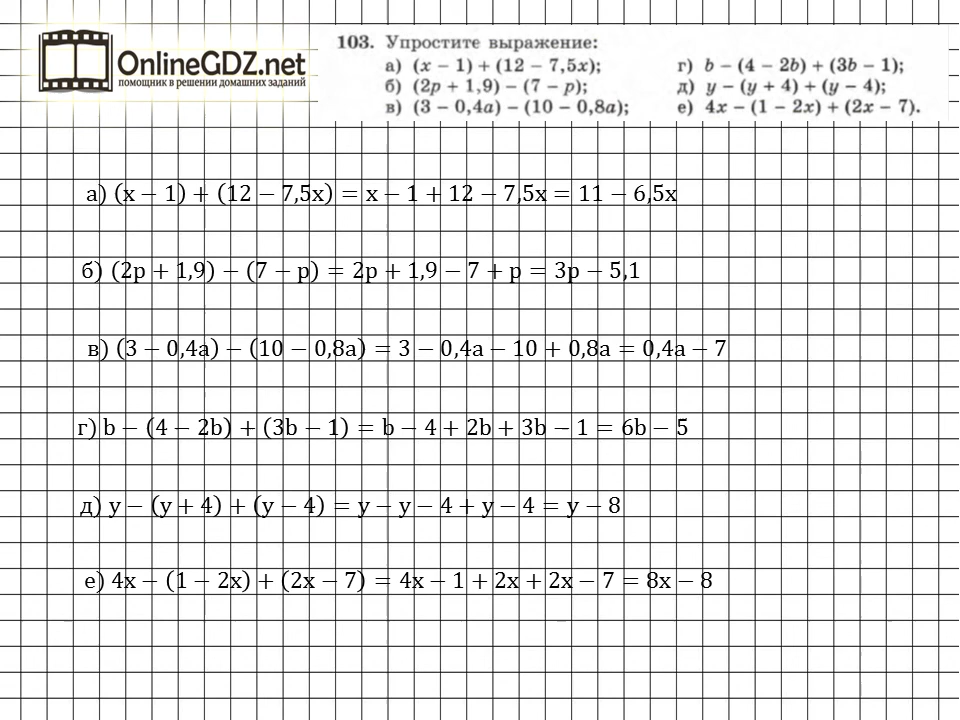 OnlineGDZ.net
помощник в решении домашних заданий
103. Упростите выражение:
а) (x − 1) + (12 − 7,5x);
б) (2p + 1,9) − (7 − p);
в) (3 − 0,4a) − (10 − 0,8a);
г) b − (4 − 2b) + (3b − 1);
д) y − (y + 4) + (y − 4);
е) 4x − (1 − 2x) + (2x − 7).
а) (x − 1) + (12 − 7,5x) = x − 1 + 12 − 7,5x = 11 − 6,5x
б) (2p + 1,9) − (7 − p) = 2p + 1,9 − 7 + p = 3p − 5,1
в) (3 − 0,4a) − (10 − 0,8a) = 3 − 0,4a − 10 + 0,8a = 0,4a − 7
г) b − (4 − 2b) + (3b − 1) = b − 4 + 2b + 3b − 1 = 6b − 5
д) y − (y + 4) + (y − 4) = y − y − 4 + y − 4 = y − 8
е) 4x − (1 − 2x) + (2x − 7) = 4x − 1 + 2x + 2x − 7 = 8x − 8